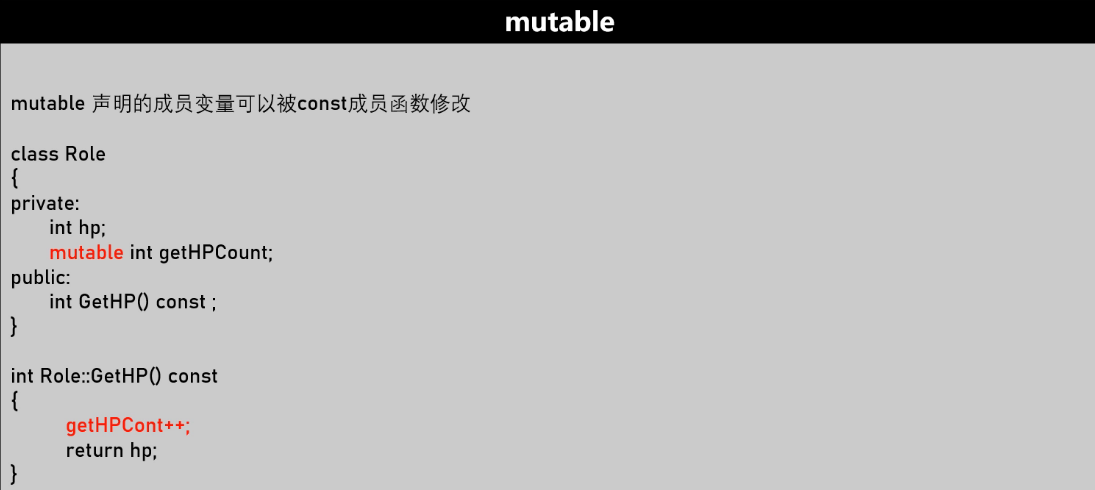 mutable
mutable 声明的成员变量可以被const成员函数修改
class Role
{
private:
int hp;
mutable int getHPCount;
public:
int GetHP() const ;
}
int Role::GetHP() const
{
getHPCont++;
return hp;
}